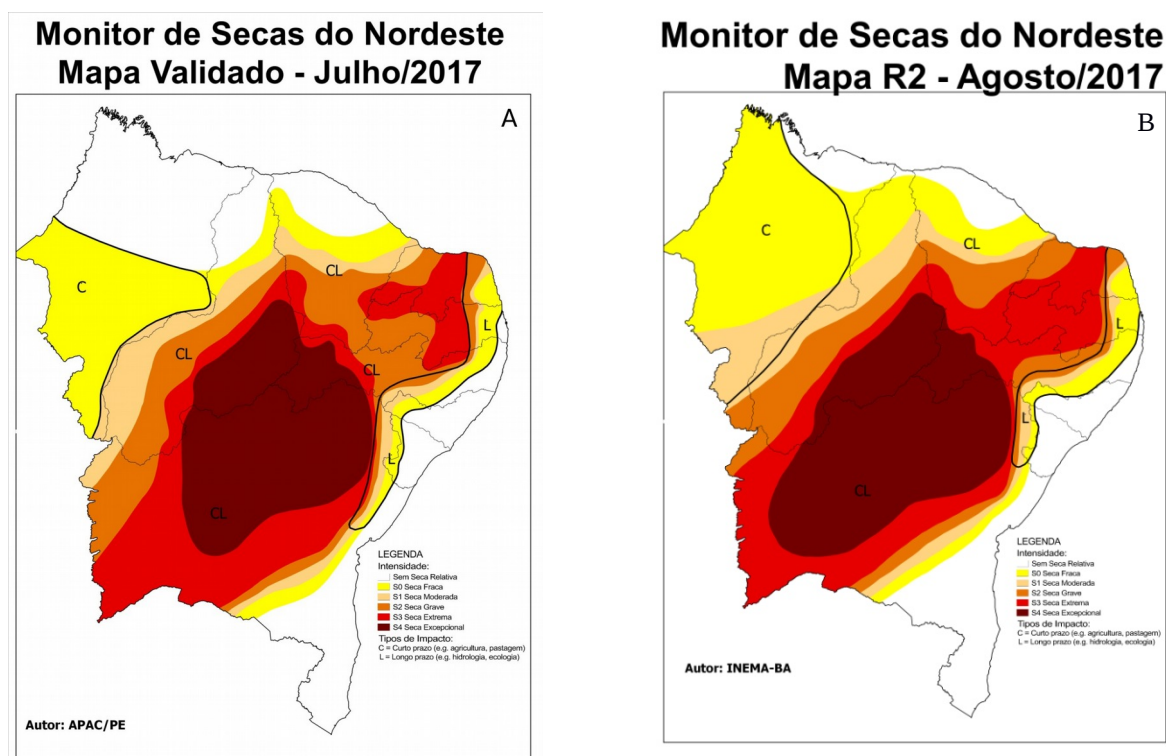 Monitor de Secas do Nordeste
Mapa Validado - Julho/2017
A
C
CL
CL
CL
L
L
CL
LEGENDA
Intensidade:
Sem Seca Relativa
S0 Seca Fraca
S1 Seca Moderada
S2 Seca Grave
S3 Seca Extrema
S4 Seca Excepcional
Tipos de Impacto:
C = Curto prazo (e.g. agricultura, pastagem)
L = Longo prazo (e.g. hidrologia, ecologia)
Autor: APAC/PE
Monitor de Secas do Nordeste
Mapa R2 - Agosto/2017
B
C
CL
L
L
CL
LEGENDA
Intensidade:
Sem Seca Relativa
S0 Seca Fraca
S1 Seca Moderada
S2 Seca Grave
S3 Seca Extrema
S4 Seca Excepcional
Tipos de Impacto:
C = Curto prazo (e.g. agricultura, pastagem)
L = Longo prazo (e.g. hidrologia, ecologia)
Autor: INEMA-BA